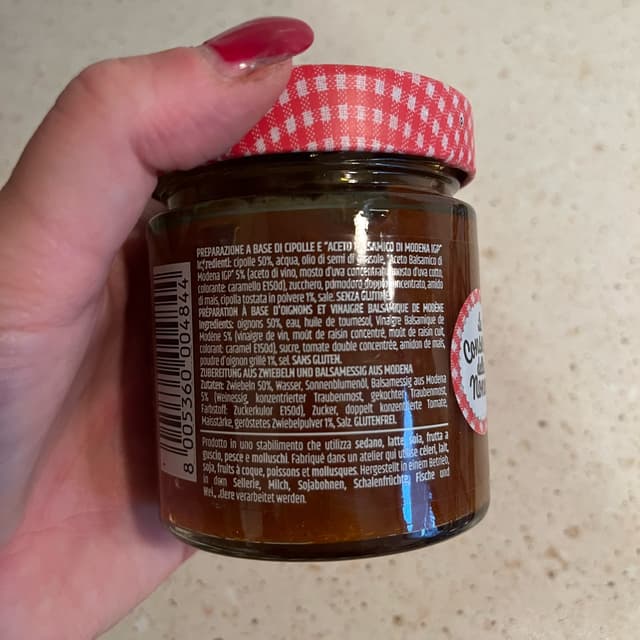 PREPARAZIONE A BASE DI CIPOLLE E "ACETO BALSAMICO DI MODENA IGP"
Ingredienti: cipolle 50%, acqua, olio di semi di girasole, "Aceto Balsamico di
Modena IGP" 5% (aceto di vino, mosto d'uva concentrato, mosto d'uva cotto,
colorante: caramello E150d), zucchero, pomodoro doppio concentrato, amido
di mais, cipolla tostata in polvere 1%, sale. SENZA GLUTINE.
PRÉPARATION À BASE D'OIGNONS ET VINAIGRE BALSAMIQUE DE MODÈNE
Ingredients: oignons 50%, eau, huile de tournesol, Vinaigre Balsamique de
Modène 5% (vinaigre de vin, moût de raisin concentré, moût de raisin cuit,
colorant: caramel E150d), sucre, tomate double concentrée, amidon de mais,
poudre d'oignon grillé 1%, sel. SANS GLUTEN.
ZUBEREITUNG AUS ZWIEBELN UND BALSAMESSIG AUS MODENA
Zutaten: Zwiebeln 50%, Wasser, Sonnenblumenöl, Balsamessig aus Modena
5% (Weinessig, konzentrierter Traubenmost, gekochter Traubenmost,
Farbstoff: Zuckerkulör E150d), Zucker, doppelt konzentrierte Tomate,
Maisstärke, geröstetes Zwiebelpulver 1%, Salz. GLUTENFREI.
Prodotto in uno stabilimento che utilizza sedano, latte, soia, frutta a
guscio, pesce e molluschi. Fabriqué dans un atelier qui utilise céleri, lait,
soja, fruits à coque, poissons et mollusques. Hergestellt in einem Betrieb,
in dem Sellerie, Milch, Sojabohnen, Schalenfrüchte, Fische und
Weichtiere verarbeitet werden.
8 005360 004844